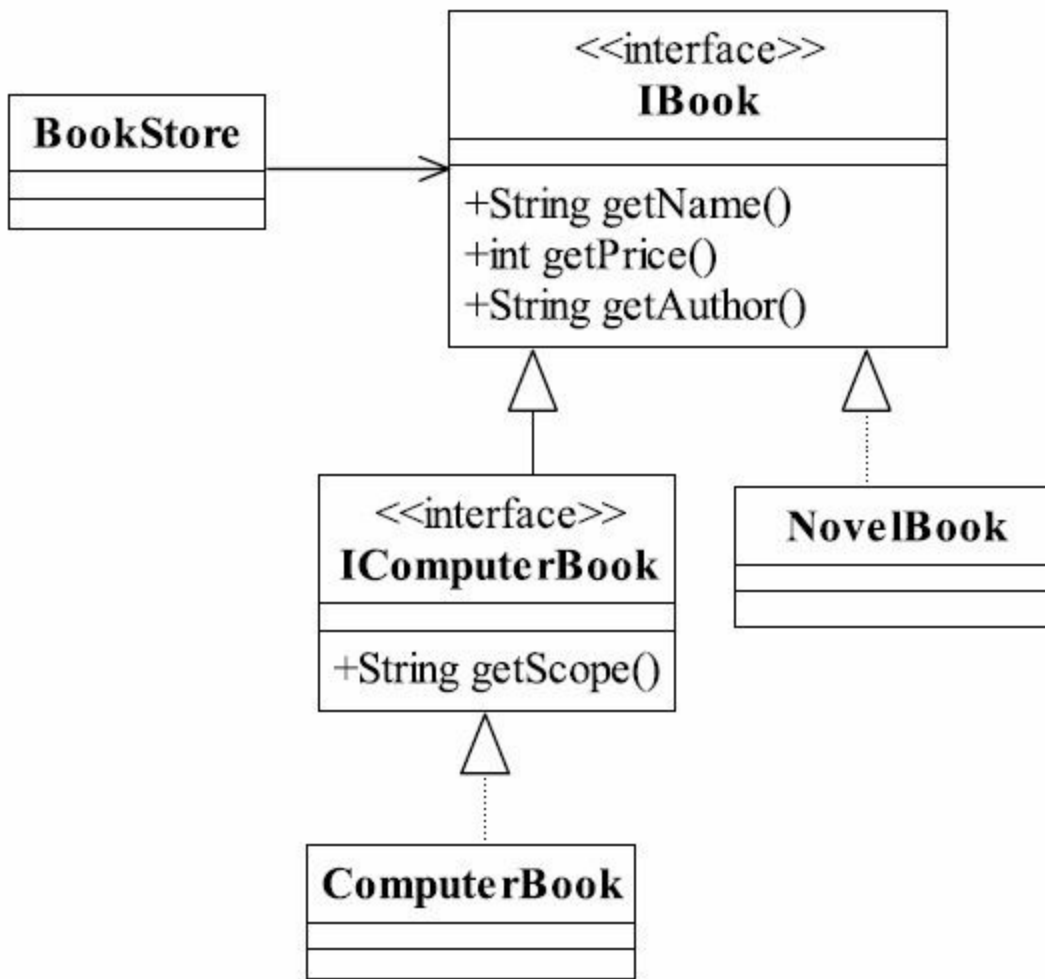 <<interface>>
IBook
BookStore
+String getName()
+int getPrice()
+String getAuthor()
<<interface>>
IComputerBook
NovelBook
+String getScope()
ComputerBook